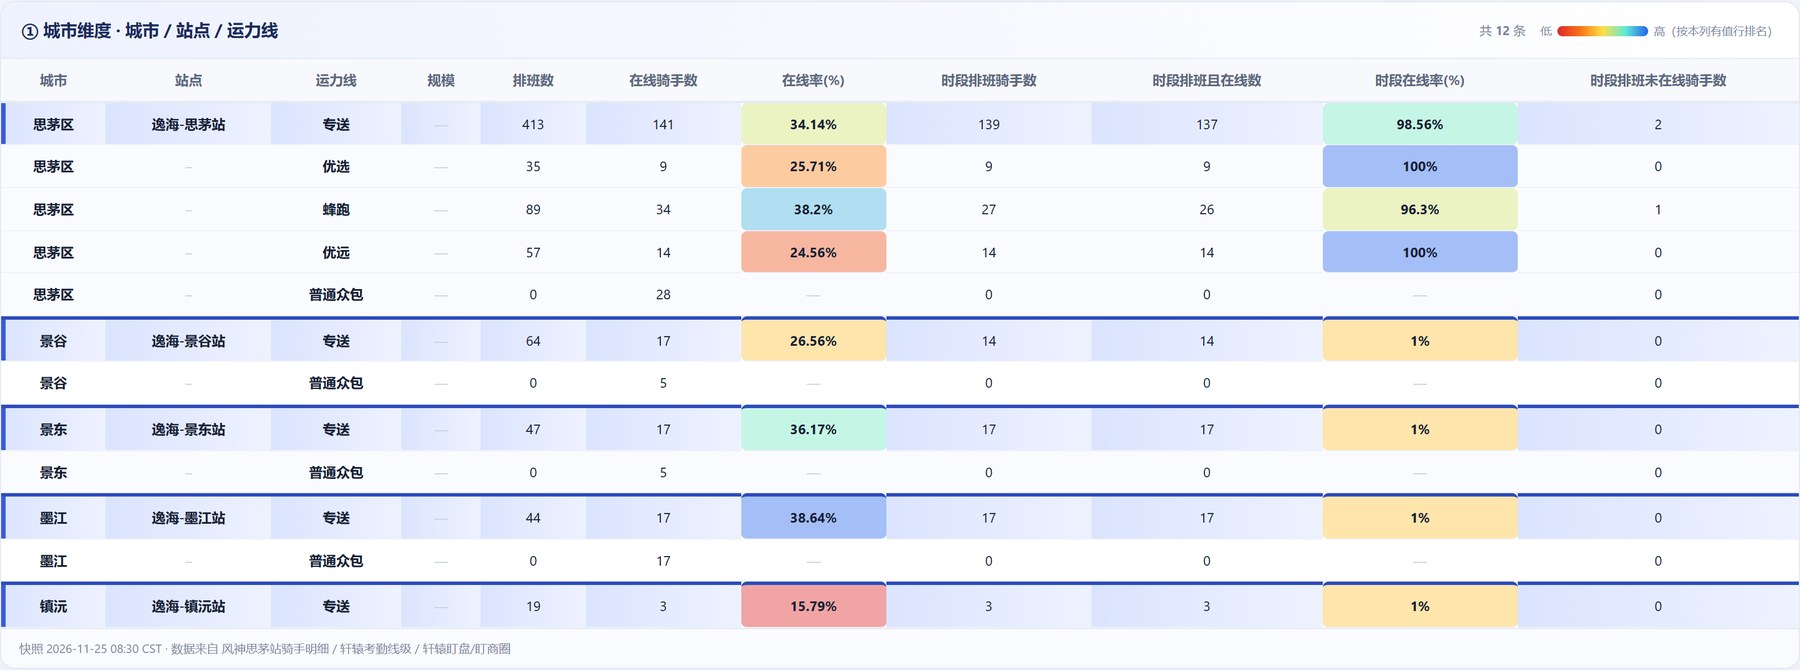 ① 城市维度 · 城市 / 站点 / 运力线
共 12 条 低 高 (按本列有值行排名)
城市 站点 运力线 规模 排班数 在线骑手数 在线率(%) 时段排班骑手数 时段排班且在线数 时段在线率(%) 时段排班未在线骑手数
思茅区 逸海-思茅站 专送 — 413 141 34.14% 139 137 98.56% 2
思茅区 – 优选 — 35 9 25.71% 9 9 100% 0
思茅区 – 蜂跑 — 89 34 38.2% 27 26 96.3% 1
思茅区 – 优远 — 57 14 24.56% 14 14 100% 0
思茅区 – 普通众包 — 0 28 — 0 0 — 0
景谷 逸海-景谷站 专送 — 64 17 26.56% 14 14 1% 0
景谷 – 普通众包 — 0 5 — 0 0 — 0
景东 逸海-景东站 专送 — 47 17 36.17% 17 17 1% 0
景东 – 普通众包 — 0 5 — 0 0 — 0
墨江 逸海-墨江站 专送 — 44 17 38.64% 17 17 1% 0
墨江 – 普通众包 — 0 17 — 0 0 — 0
镇沅 逸海-镇沅站 专送 — 19 3 15.79% 3 3 1% 0
快照 2026-11-25 08:30 CST · 数据来自 风神思茅站骑手明细 / 轩辕考勤线级 / 轩辕盯盘/盯商圈